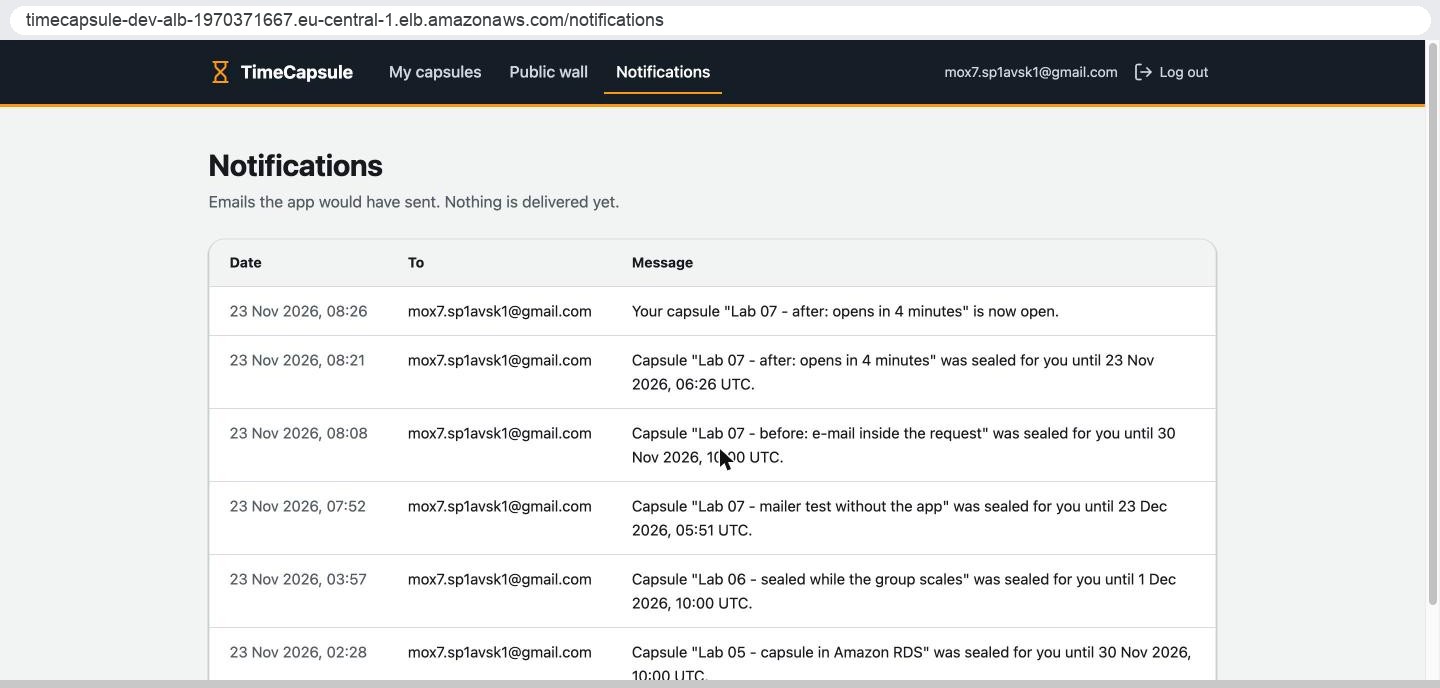 timecapsule-dev-alb-1970371667.eu-central-1.elb.amazonaws.com/notifications
TimeCapsule My capsules Public wall Notifications mox7.sp1avsk1@gmail.com Log out
Notifications
Emails the app would have sent. Nothing is delivered yet.
Date To Message
23 Nov 2026, 08:26 mox7.sp1avsk1@gmail.com Your capsule "Lab 07 - after: opens in 4 minutes" is now open.
23 Nov 2026, 08:21 mox7.sp1avsk1@gmail.com Capsule "Lab 07 - after: opens in 4 minutes" was sealed for you until 23 Nov
2026, 06:26 UTC.
23 Nov 2026, 08:08 mox7.sp1avsk1@gmail.com Capsule "Lab 07 - before: e-mail inside the request" was sealed for you until 30
Nov 2026, 10:00 UTC.
23 Nov 2026, 07:52 mox7.sp1avsk1@gmail.com Capsule "Lab 07 - mailer test without the app" was sealed for you until 23 Dec
2026, 05:51 UTC.
23 Nov 2026, 03:57 mox7.sp1avsk1@gmail.com Capsule "Lab 06 - sealed while the group scales" was sealed for you until 1 Dec
2026, 10:00 UTC.
23 Nov 2026, 02:28 mox7.sp1avsk1@gmail.com Capsule "Lab 05 - capsule in Amazon RDS" was sealed for you until 30 Nov 2026,
10:00 UTC.